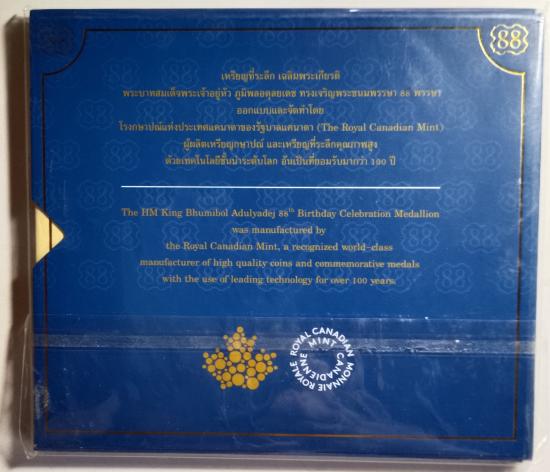 88
เหรียญที่ระลึก เฉลิมพระเกียรติ
พระบาทสมเด็จพระเจ้าอยู่หัว ภูมิพลอดุลยเดช ทรงเจริญพระชนมพรรษา 88 พรรษา
ออกแบบและจัดทำโดย
โรงกษาปณ์แห่งประเทศแคนาดาของรัฐบาลแคนาดา (The Royal Canadian Mint)
ผู้ผลิตเหรียญกษาปณ์ และเหรียญที่ระลึกคุณภาพสูง
ด้วยเทคโนโลยีชั้นนำระดับโลก อันเป็นที่ยอมรับมากว่า 100 ปี
The HM King Bhumibol Adulyadej 88th Birthday Celebration Medallion
was manufactured by
the Royal Canadian Mint, a recognized world-class
manufacturer of high quality coins and commemorative medals
with the use of leading technology for over 100 years.
ROYAL CANADIAN MINT
MONNAIE ROYALE CANADIENNE